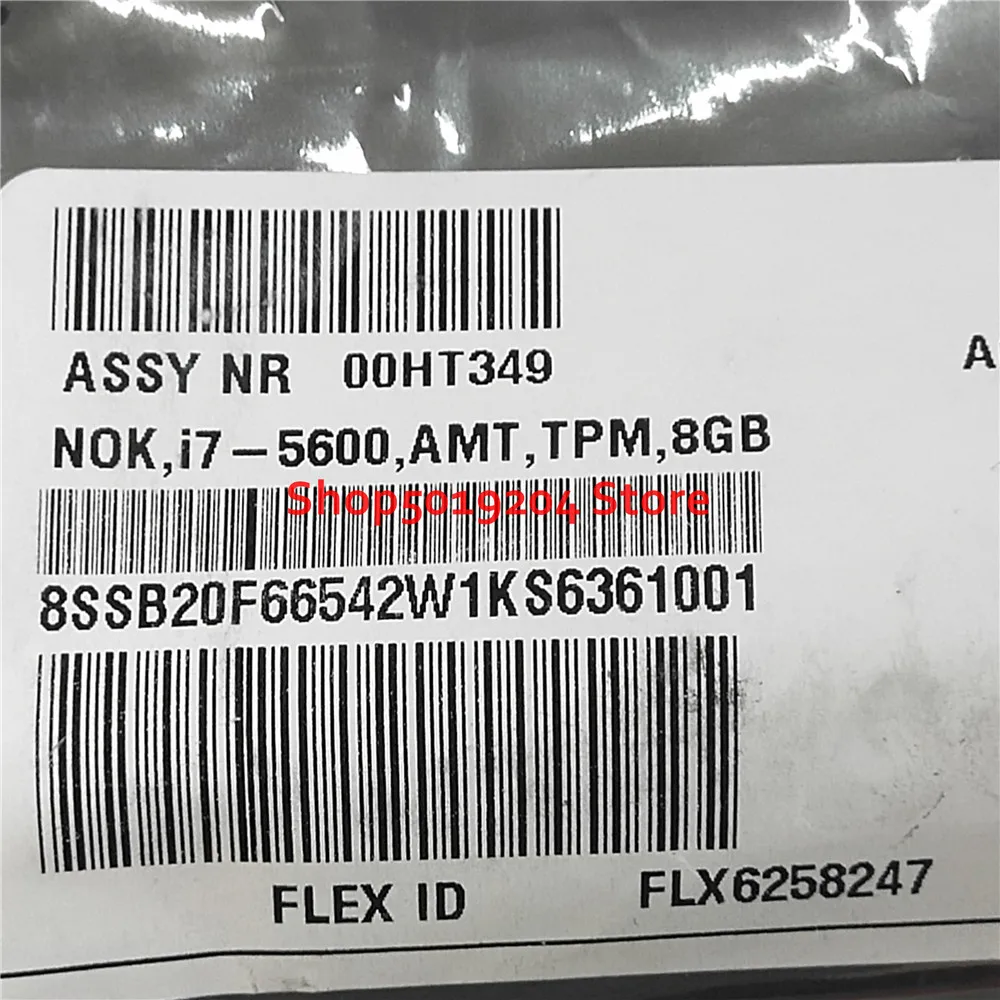 ASSY NR 00HT349
A
NOK,i7-5600,AMT,TPM,8GB
Shop5019204 Store
8SSB20F66542W1KS6361001
FLEX ID FLX6258247